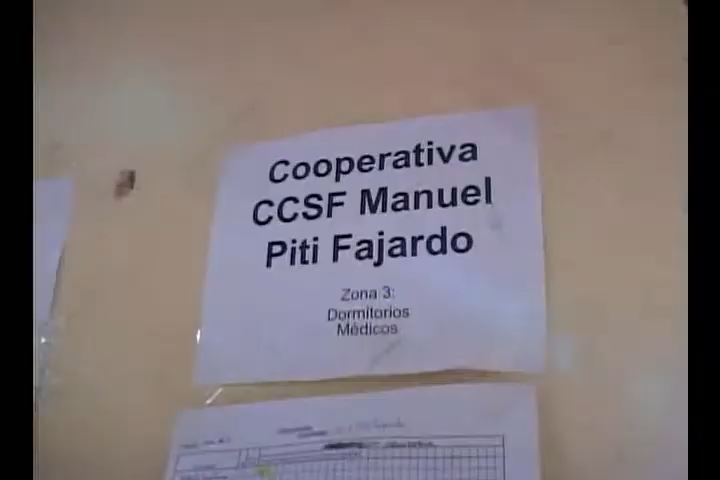 Cooperativa
CCSF Manuel
Piti Fajardo
Zona 3:
Dormitorios
Médicos